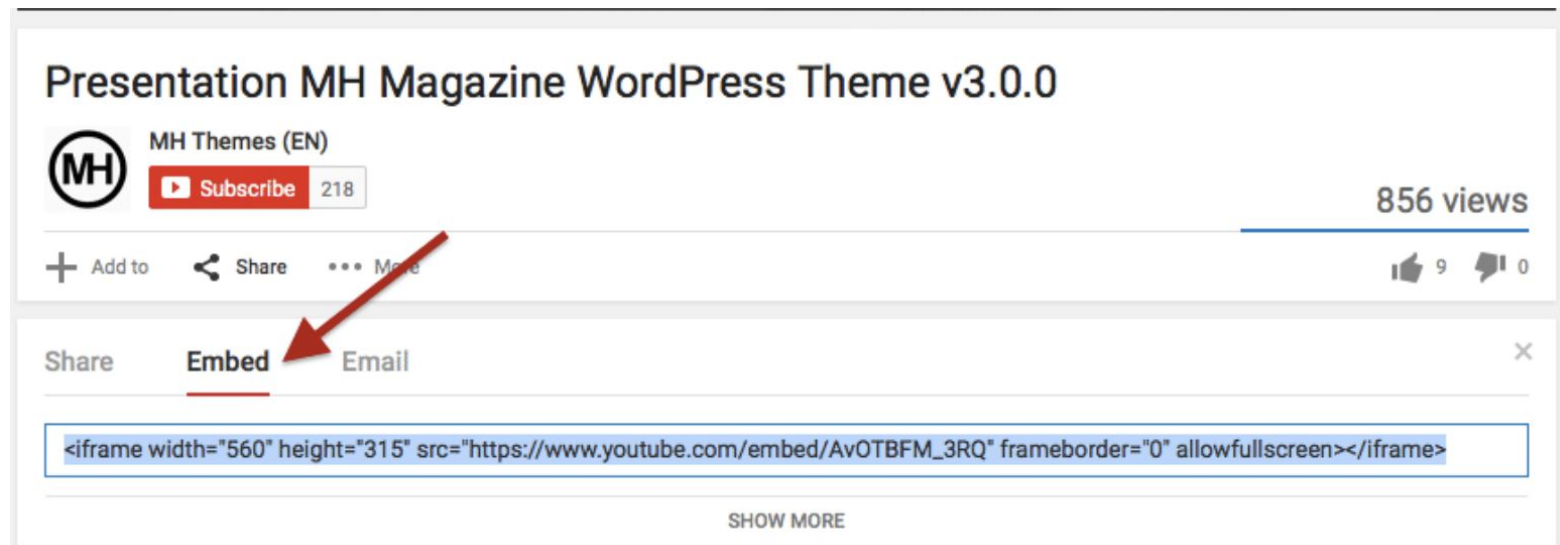 Presentation MH Magazine WordPress Theme v3.0.0
MH
MH Themes (EN)
Subscribe 218
856 views
Add to Share More 9 0
Share Embed Email
<iframe width="560" height="315" src="https://www.youtube.com/embed/AvOTBFM_3RQ" frameborder="0" allowfullscreen></iframe>
SHOW MORE